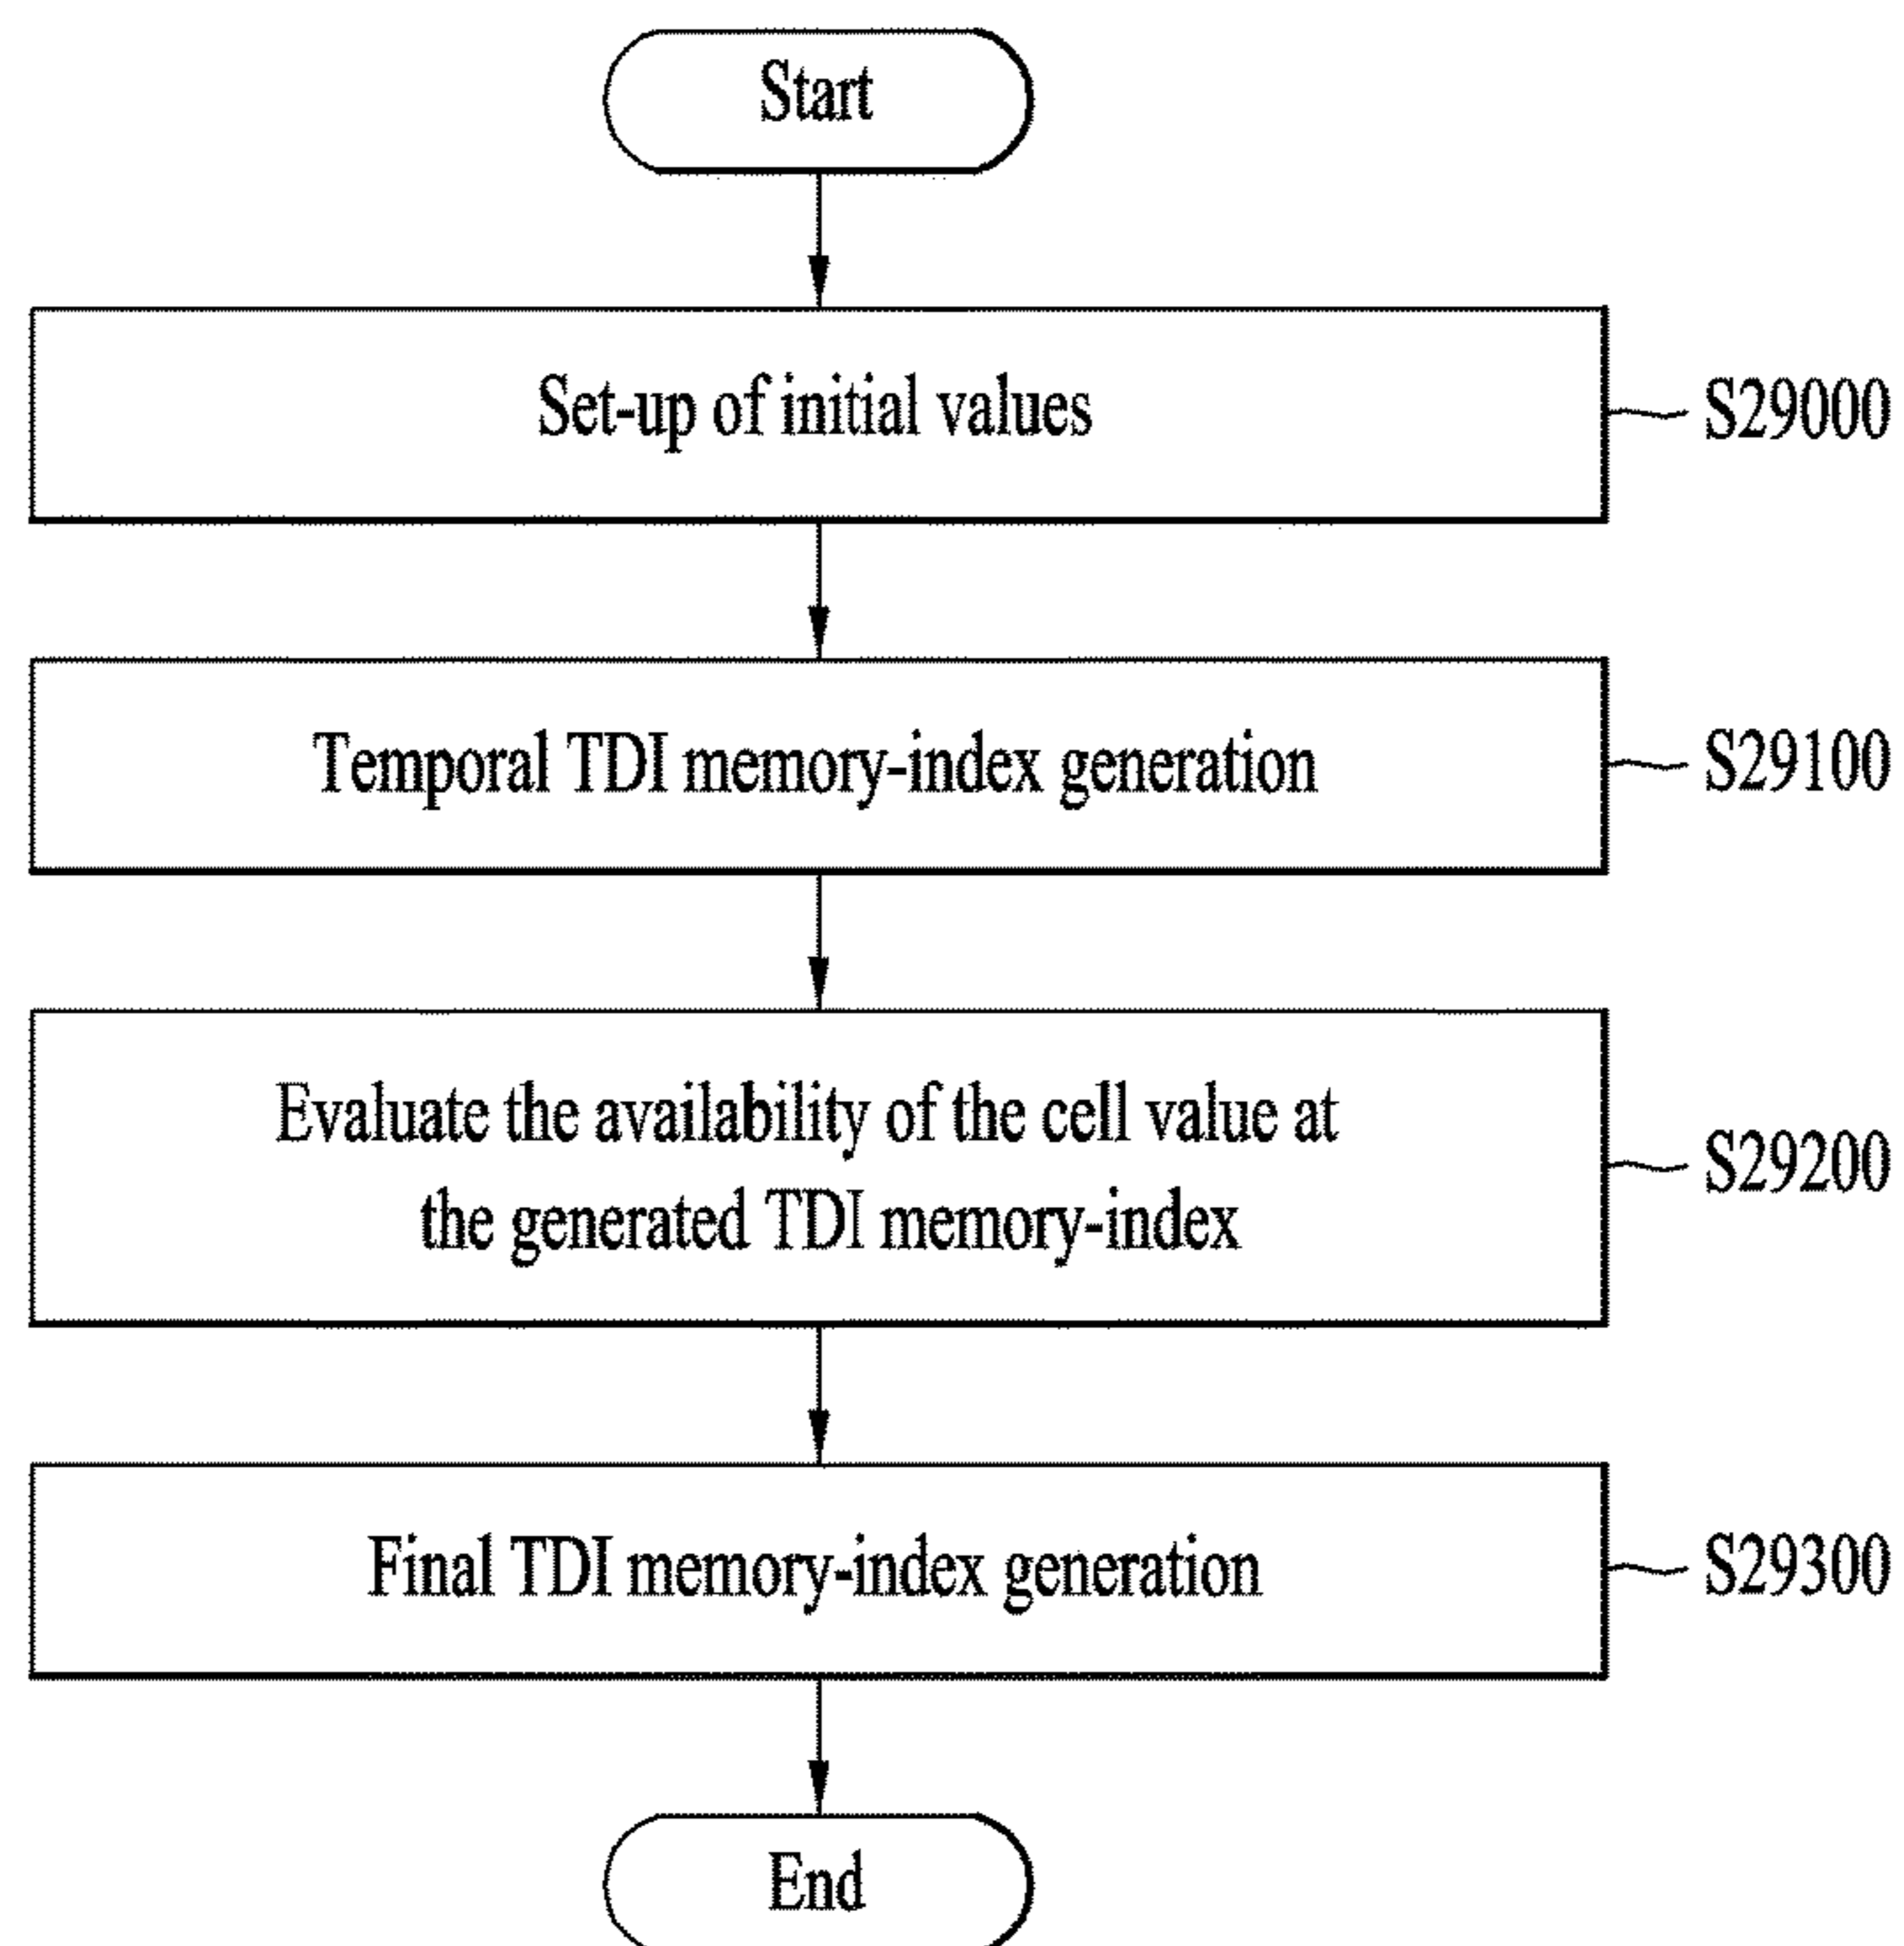 Start
Set-up of initial values
S29000
Temporal TDI memory-index generation
S29100
Evaluate the availability of the cell value at
the generated TDI memory-index
S29200
Final TDI memory-index generation
S29300
End